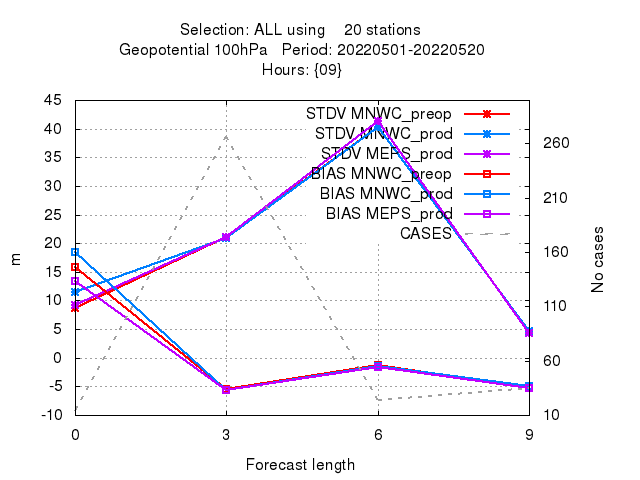 Selection: ALL using 20 stations
Geopotential 100hPa Period: 20220501-20220520
Hours: {09}
45
40
35
30
25
20
15
10
5
0
-5
-10
m
STDV MNWC_preop
STDV MNWC_prod
STDV MEPS_prod
BIAS MNWC_preop
BIAS MNWC_prod
BIAS MEPS_prod
CASES
260
210
160
110
60
10
No cases
0 3 6 9
Forecast length